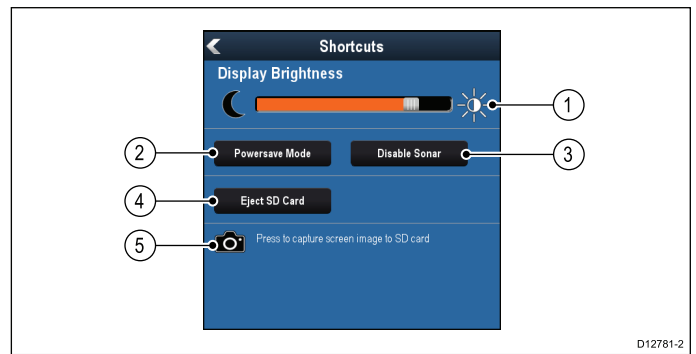 Shortcuts
Display Brightness
1
2
Powersave Mode
Disable Sonar
3
4
Eject SD Card
5
Press to capture screen image to SD card
D12781-2